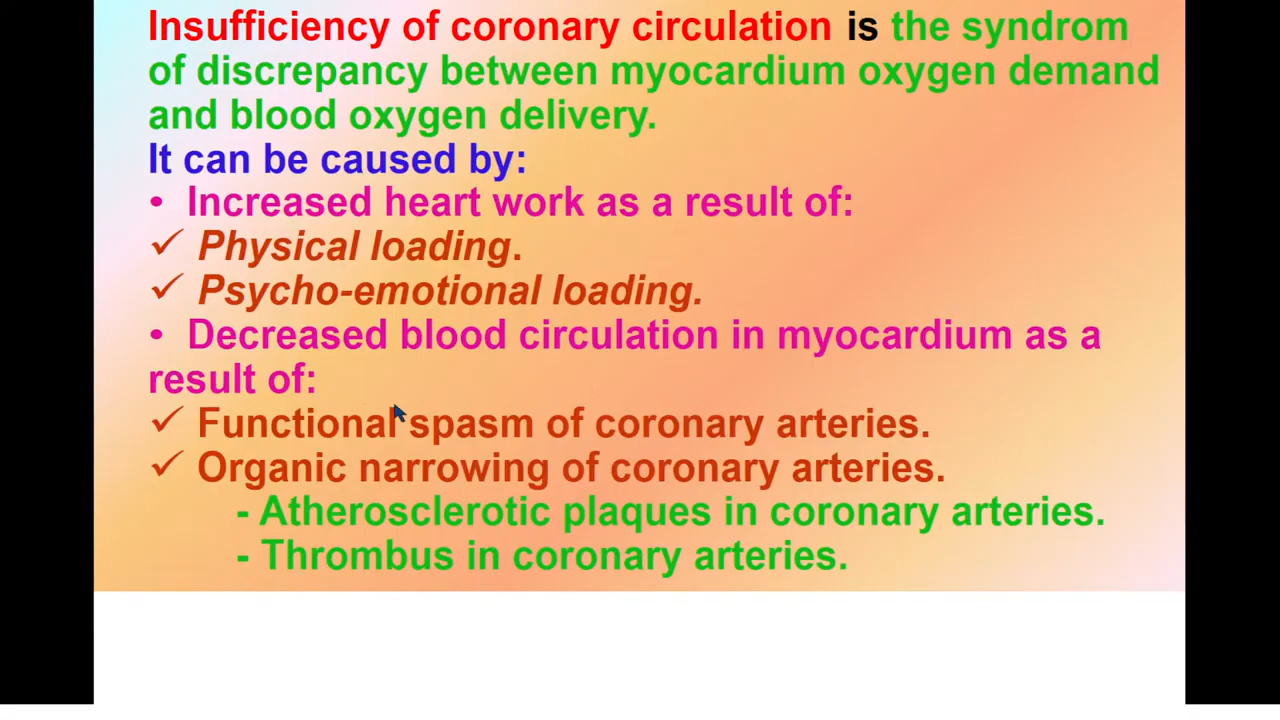 Insufficiency of coronary circulation is the syndrom
of discrepancy between myocardium oxygen demand
and blood oxygen delivery.
It can be caused by:
• Increased heart work as a result of:
✓ Physical loading.
✓ Psycho-emotional loading.
• Decreased blood circulation in myocardium as a
result of:
✓ Functional spasm of coronary arteries.
✓ Organic narrowing of coronary arteries.
- Atherosclerotic plaques in coronary arteries.
- Thrombus in coronary arteries.